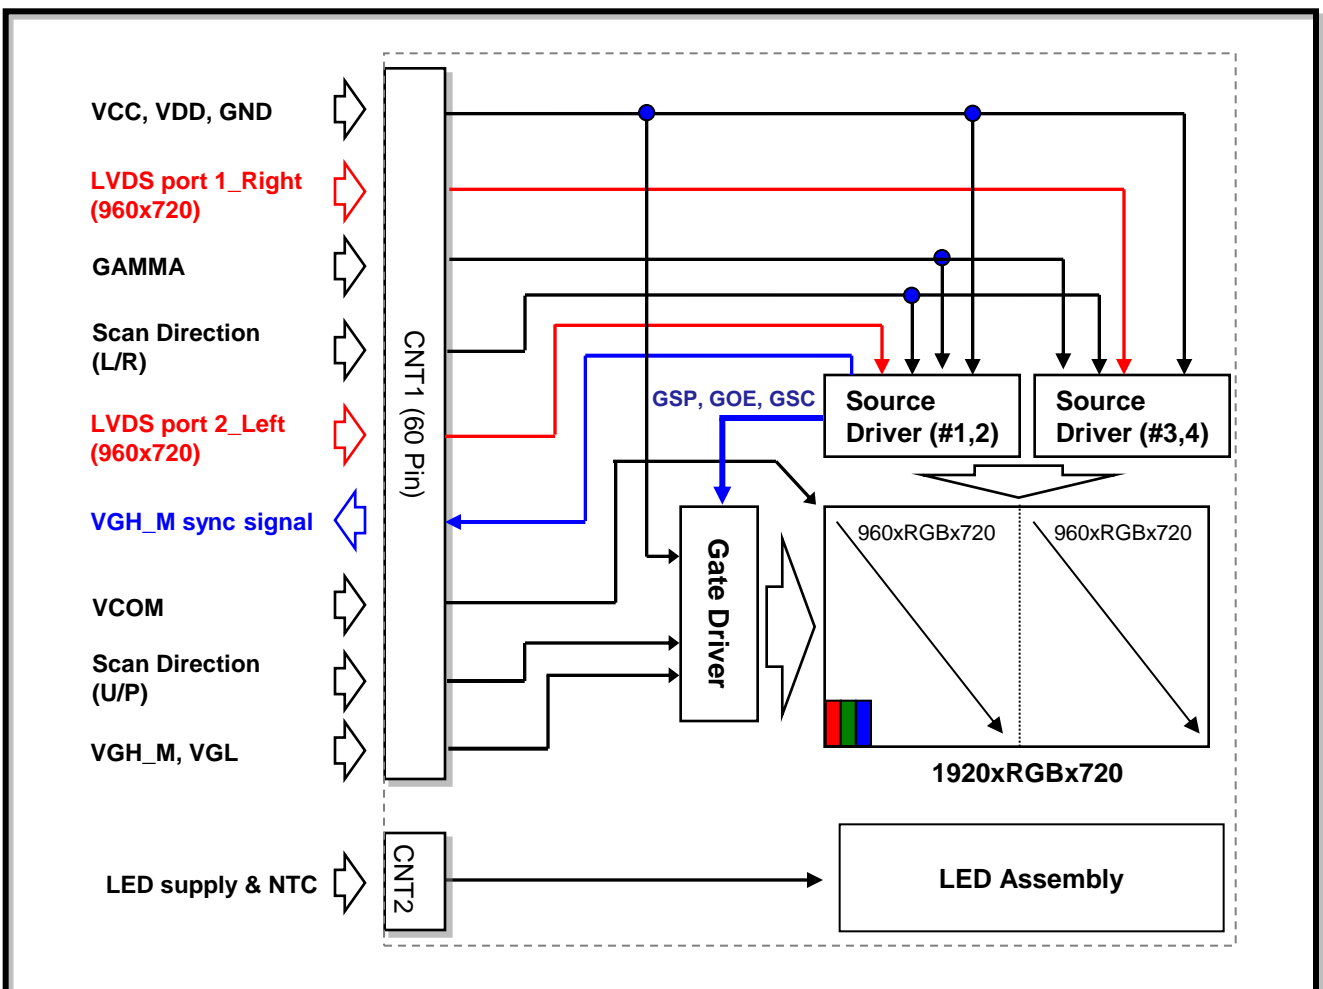 VCC, VDD, GND
LVDS port 1_Right
(960x720)
GAMMA
Scan Direction
(L/R)
LVDS port 2_Left
(960x720)
VGH_M sync signal
VCOM
Scan Direction
(U/P)
VGH_M, VGL
LED supply & NTC
CNT1 (60 Pin)
CNT2
GSP, GOE, GSC
Source
Driver (#1,2)
Source
Driver (#3,4)
Gate Driver
960xRGBx720
960xRGBx720
1920xRGBx720
LED Assembly